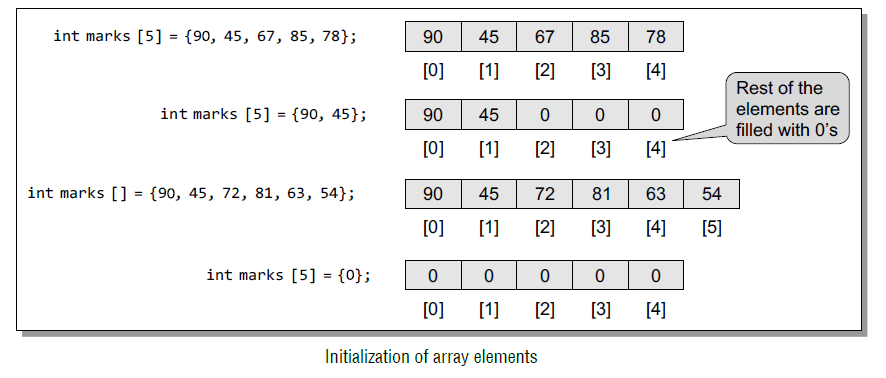 int marks [5] = {90, 45, 67, 85, 78};
90 45 67 85 78
[0] [1] [2] [3] [4]
int marks [5] = {90, 45};
90 45 0 0 0
[0] [1] [2] [3] [4]
Rest of the
elements are
filled with 0’s
int marks [] = {90, 45, 72, 81, 63, 54};
90 45 72 81 63 54
[0] [1] [2] [3] [4] [5]
int marks [5] = {0};
0 0 0 0 0
[0] [1] [2] [3] [4]
Initialization of array elements